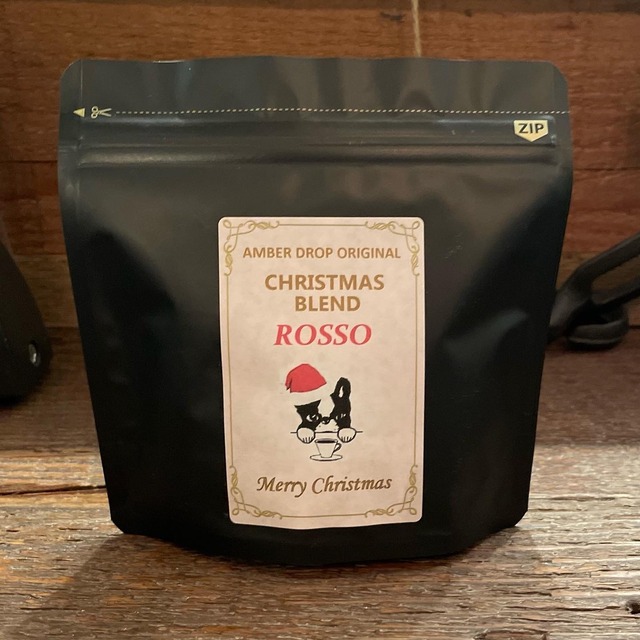 ZIP
AMBER DROP ORIGINAL
CHRISTMAS
BLEND
ROSSO
Merry Christmas